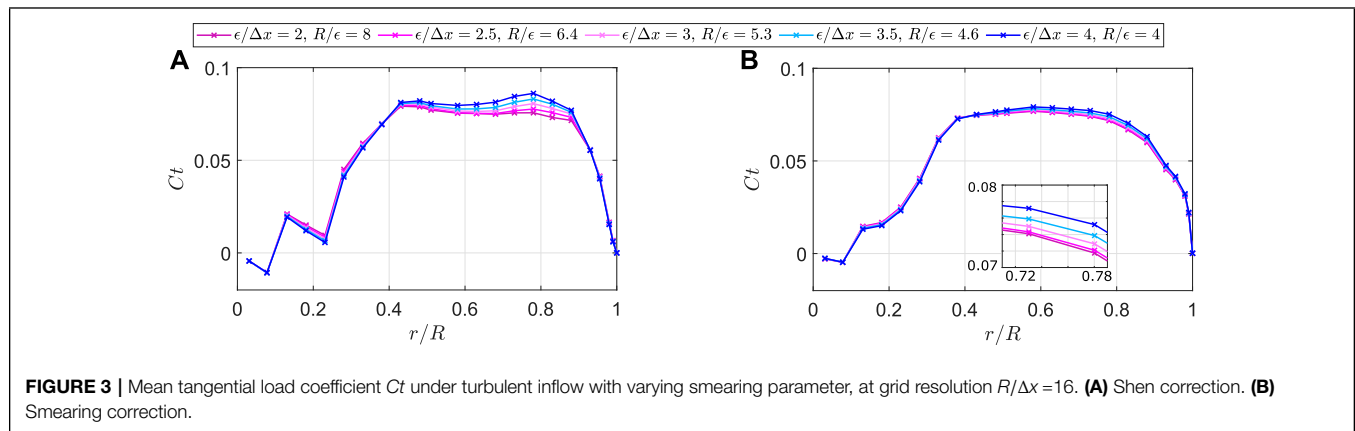 ϵ/Δx = 2, R/ϵ = 8 ϵ/Δx = 2.5, R/ϵ = 6.4 ϵ/Δx = 3, R/ϵ = 5.3 ϵ/Δx = 3.5, R/ϵ = 4.6 ϵ/Δx = 4, R/ϵ = 4
A
0.1
0.05
0
Ct
0 0.2 0.4 0.6 0.8 1
r/R
B
0.1
0.05
0
Ct
0.08
0.07
0.72 0.78
0 0.2 0.4 0.6 0.8 1
r/R
FIGURE 3 | Mean tangential load coefficient Ct under turbulent inflow with varying smearing parameter, at grid resolution R/Δx =16. (A) Shen correction. (B)
Smearing correction.